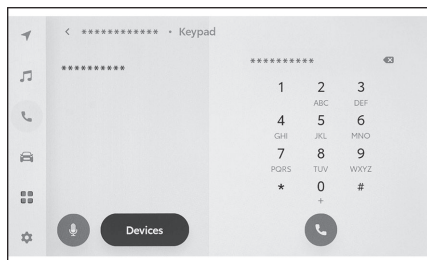 < ************ • Keypad
**********
**********
1 2 3
ABC DEF
4 5 6
GHI JKL MNO
7 8 9
PQRS TUV WXYZ
* 0 #
+
Devices